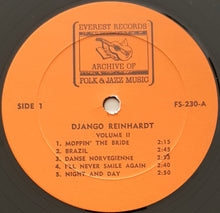 EVEREST RECORDS
ARCHIVE OF
FOLK & JAZZ MUSIC
SIDE 1
FS-230-A
DJANGO REINHARDT
VOLUME II
1. MOPPIN' THE BRIDE 2:15
2. BRAZIL 2:45
3. DANSE NORVEGIENNE
4. I'LL NEVER SMILE AGAIN 2:50
5. NIGHT AND DAY 2:50